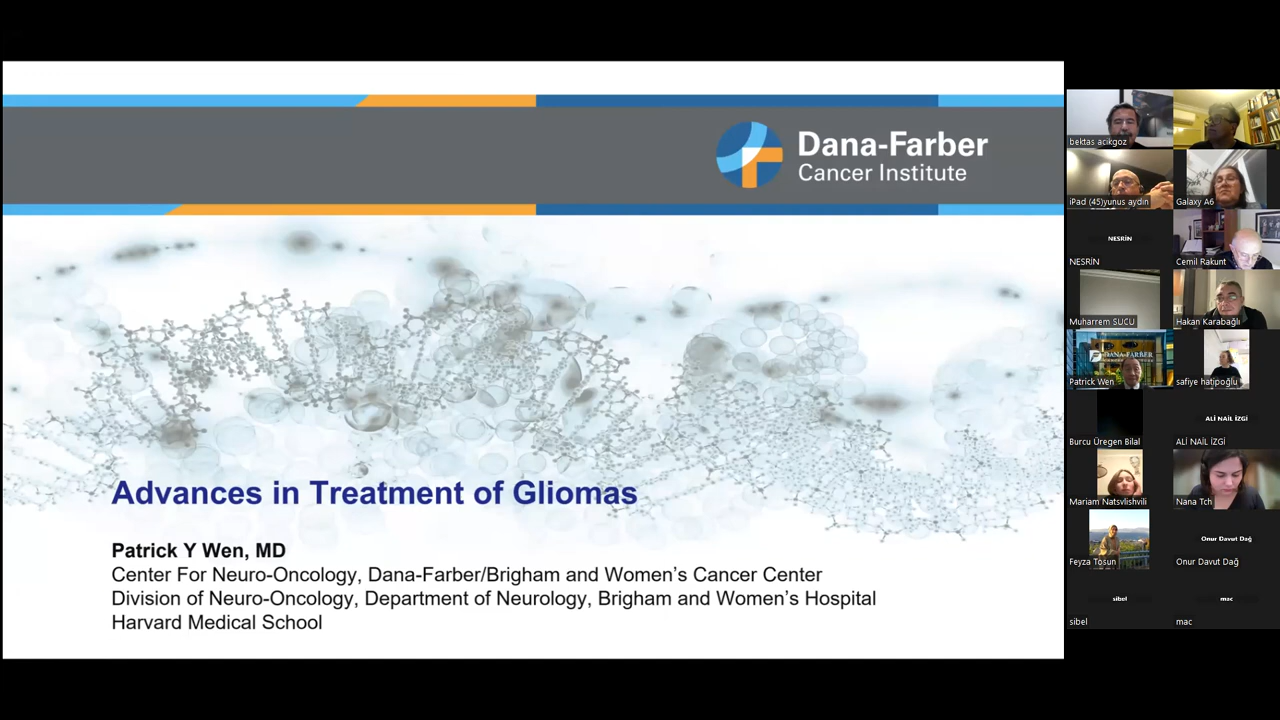 Dana-Farber
Cancer Institute
Advances in Treatment of Gliomas
Patrick Y Wen, MD
Center For Neuro-Oncology, Dana-Farber/Brigham and Women's Cancer Center
Division of Neuro-Oncology, Department of Neurology, Brigham and Women's Hospital
Harvard Medical School
bektas acikgoz
iPad (45)yunus aydin
Galaxy A6
NESRİN
NESRİN
Cemil Rakunt
Muharrem SUCU
Hakan Karabağlı
DANA-FARBER
Patrick Wen
safiye hatipoğlu
Burcu Üregen Bilal
ALİ NAİL İZGİ
ALİ NAİL İZGİ
Mariam Natsvlishvili
Nana Tch
Feyza Tosun
Onur Davut Dağ
Onur Davut Dağ
sibel
sibel
mac
mac